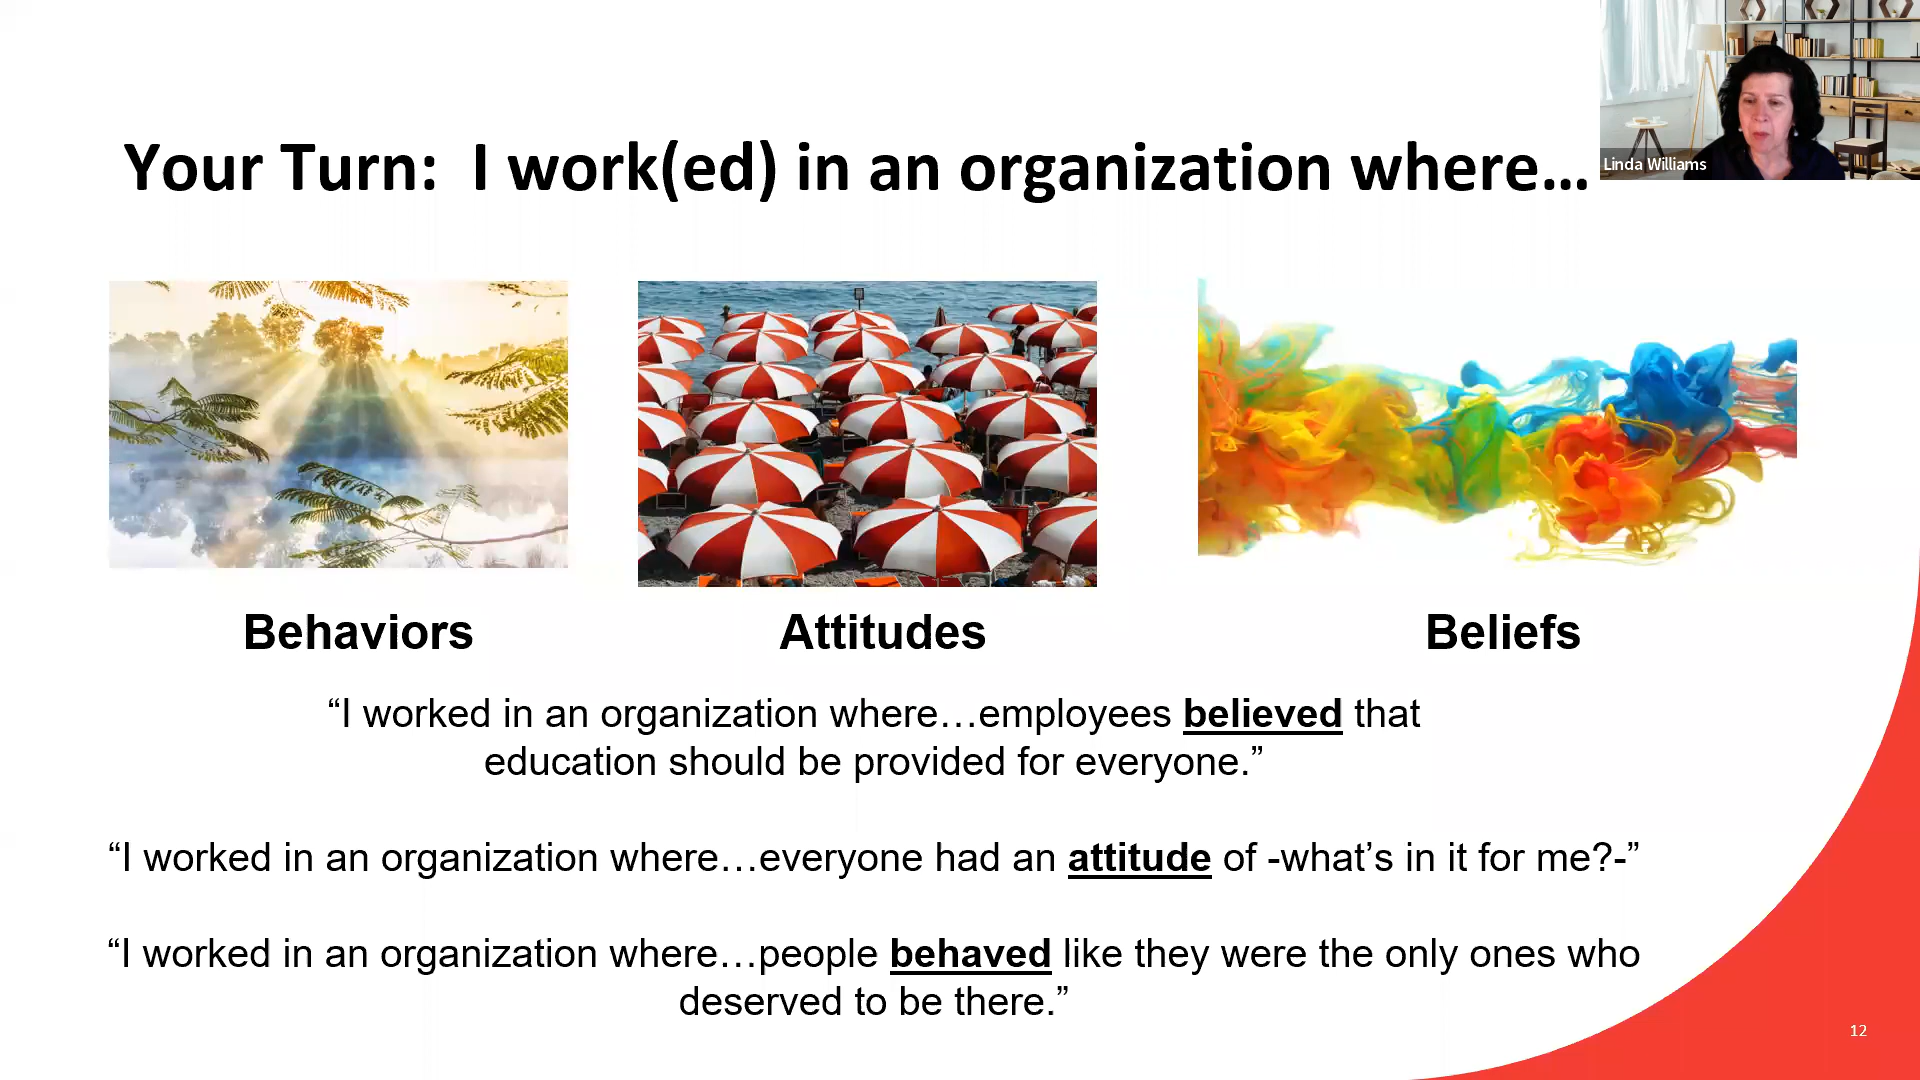 Linda Williams
Your Turn:  I work(ed) in an organization where…
Behaviors
Attitudes
Beliefs
“I worked in an organization where…employees believed that
education should be provided for everyone.”
“I worked in an organization where…everyone had an attitude of -what’s in it for me?-”
“I worked in an organization where…people behaved like they were the only ones who
deserved to be there.”
12